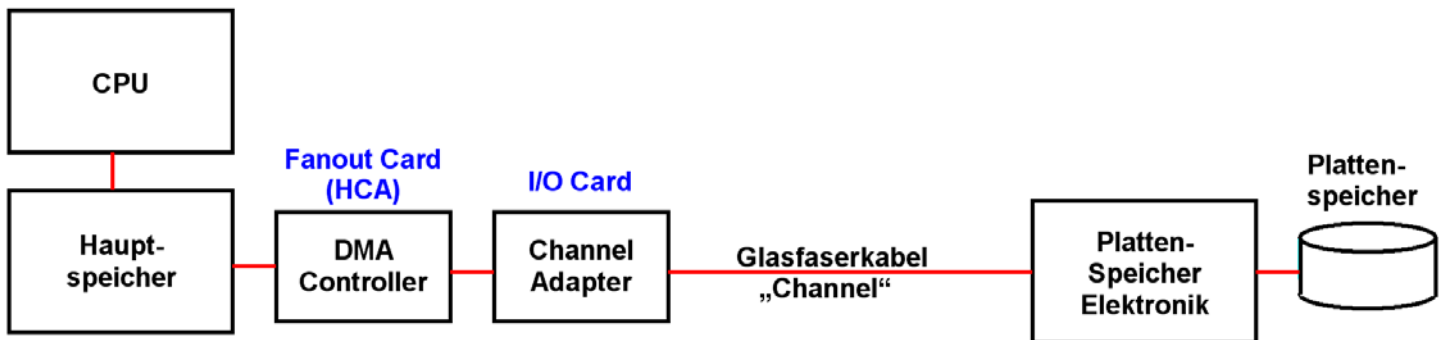 CPU
Haupt-
speicher
Fanout Card
(HCA)
DMA
Controller
I/O Card
Channel
Adapter
Glasfaserkabel
„Channel“
Platten-
Speicher
Elektronik
Platten-
speicher